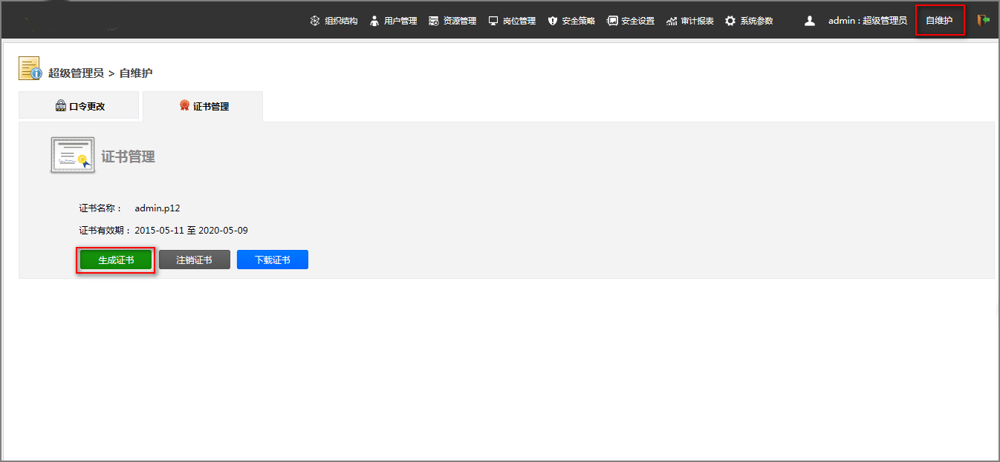 组织结构 用户管理 资源管理 岗位管理 安全策略 安全设置 审计报表 系统参数 admin : 超级管理员 自维护
超级管理员 > 自维护
口令更改 证书管理
证书管理
证书名称： admin.p12
证书有效期： 2015-05-11 至 2020-05-09
生成证书 注销证书 下载证书